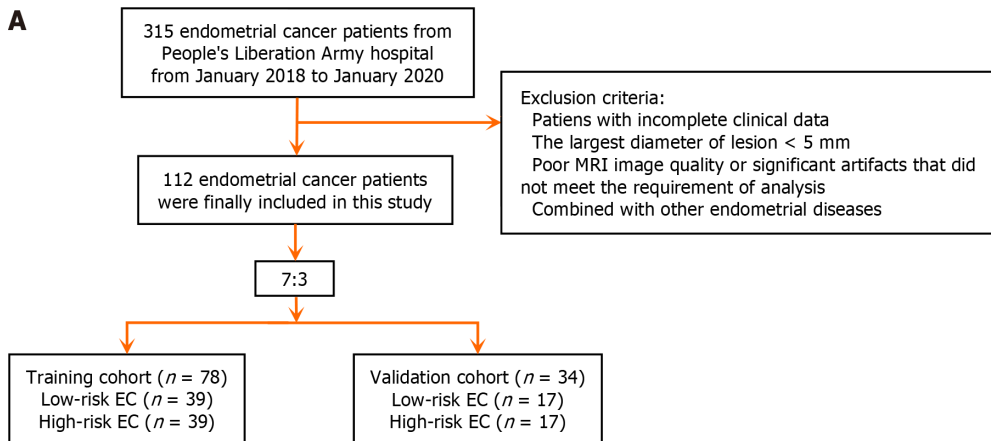 A
315 endometrial cancer patients from
People's Liberation Army hospital
from January 2018 to January 2020
Exclusion criteria:
Patiens with incomplete clinical data
The largest diameter of lesion < 5 mm
Poor MRI image quality or significant artifacts that did
not meet the requirement of analysis
Combined with other endometrial diseases
112 endometrial cancer patients
were finally included in this study
7:3
Training cohort (n = 78)
Low-risk EC (n = 39)
High-risk EC (n = 39)
Validation cohort (n = 34)
Low-risk EC (n = 17)
High-risk EC (n = 17)